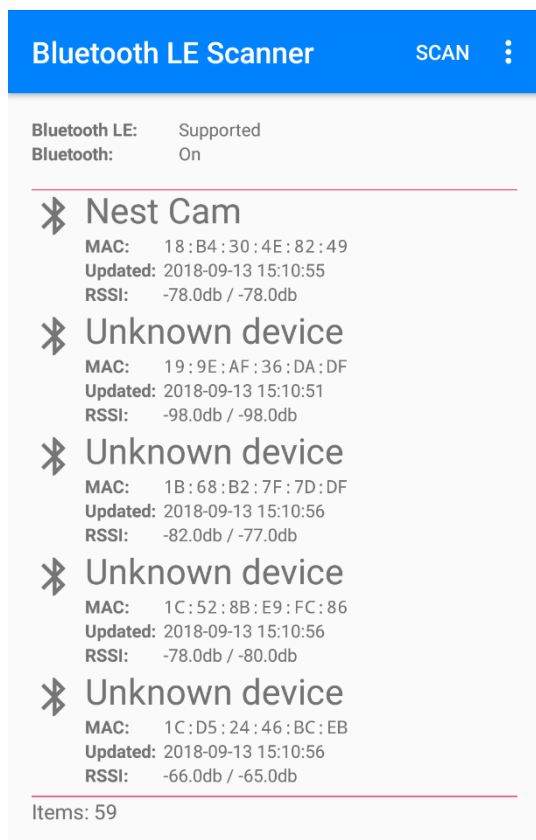 Bluetooth LE Scanner SCAN
Bluetooth LE: Supported
Bluetooth: On
Nest Cam
MAC: 18:B4:30:4E:82:49
Updated: 2018-09-13 15:10:55
RSSI: -78.0db / -78.0db
Unknown device
MAC: 19:9E:AF:36:DA:DF
Updated: 2018-09-13 15:10:51
RSSI: -98.0db / -98.0db
Unknown device
MAC: 1B:68:B2:7F:7D:DF
Updated: 2018-09-13 15:10:56
RSSI: -82.0db / -77.0db
Unknown device
MAC: 1C:52:8B:E9:FC:86
Updated: 2018-09-13 15:10:56
RSSI: -78.0db / -80.0db
Unknown device
MAC: 1C:D5:24:46:BC:EB
Updated: 2018-09-13 15:10:56
RSSI: -66.0db / -65.0db
Items: 59